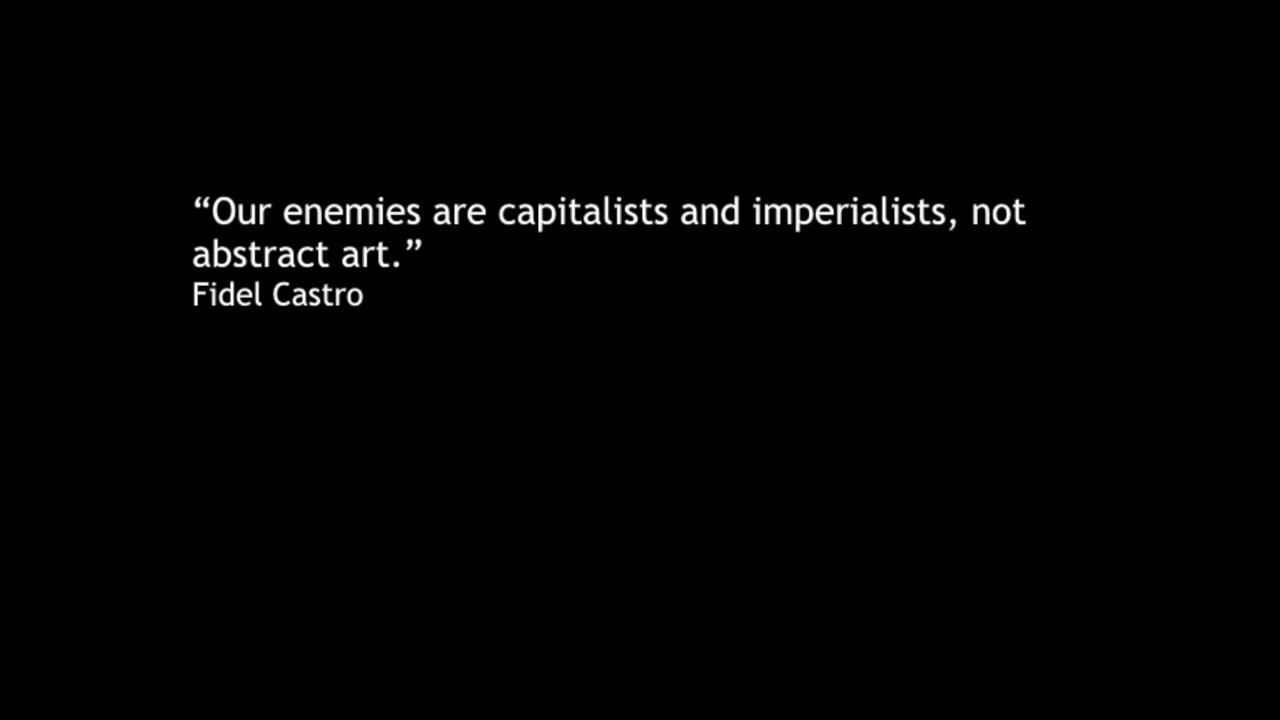 “Our enemies are capitalists and imperialists, not
abstract art.”
Fidel Castro